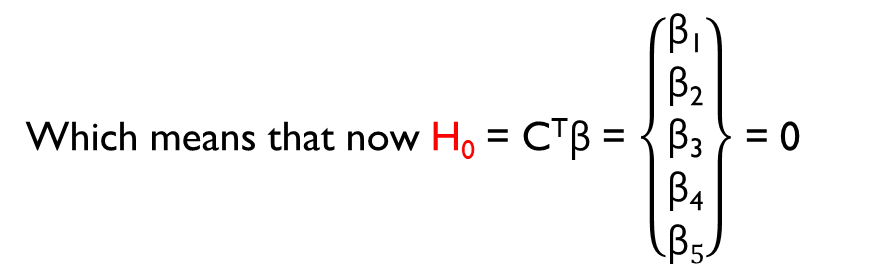 β₁
β₂
Which means that now H₀ = Cᵀβ = { β₃ } = 0
β₄
β₅